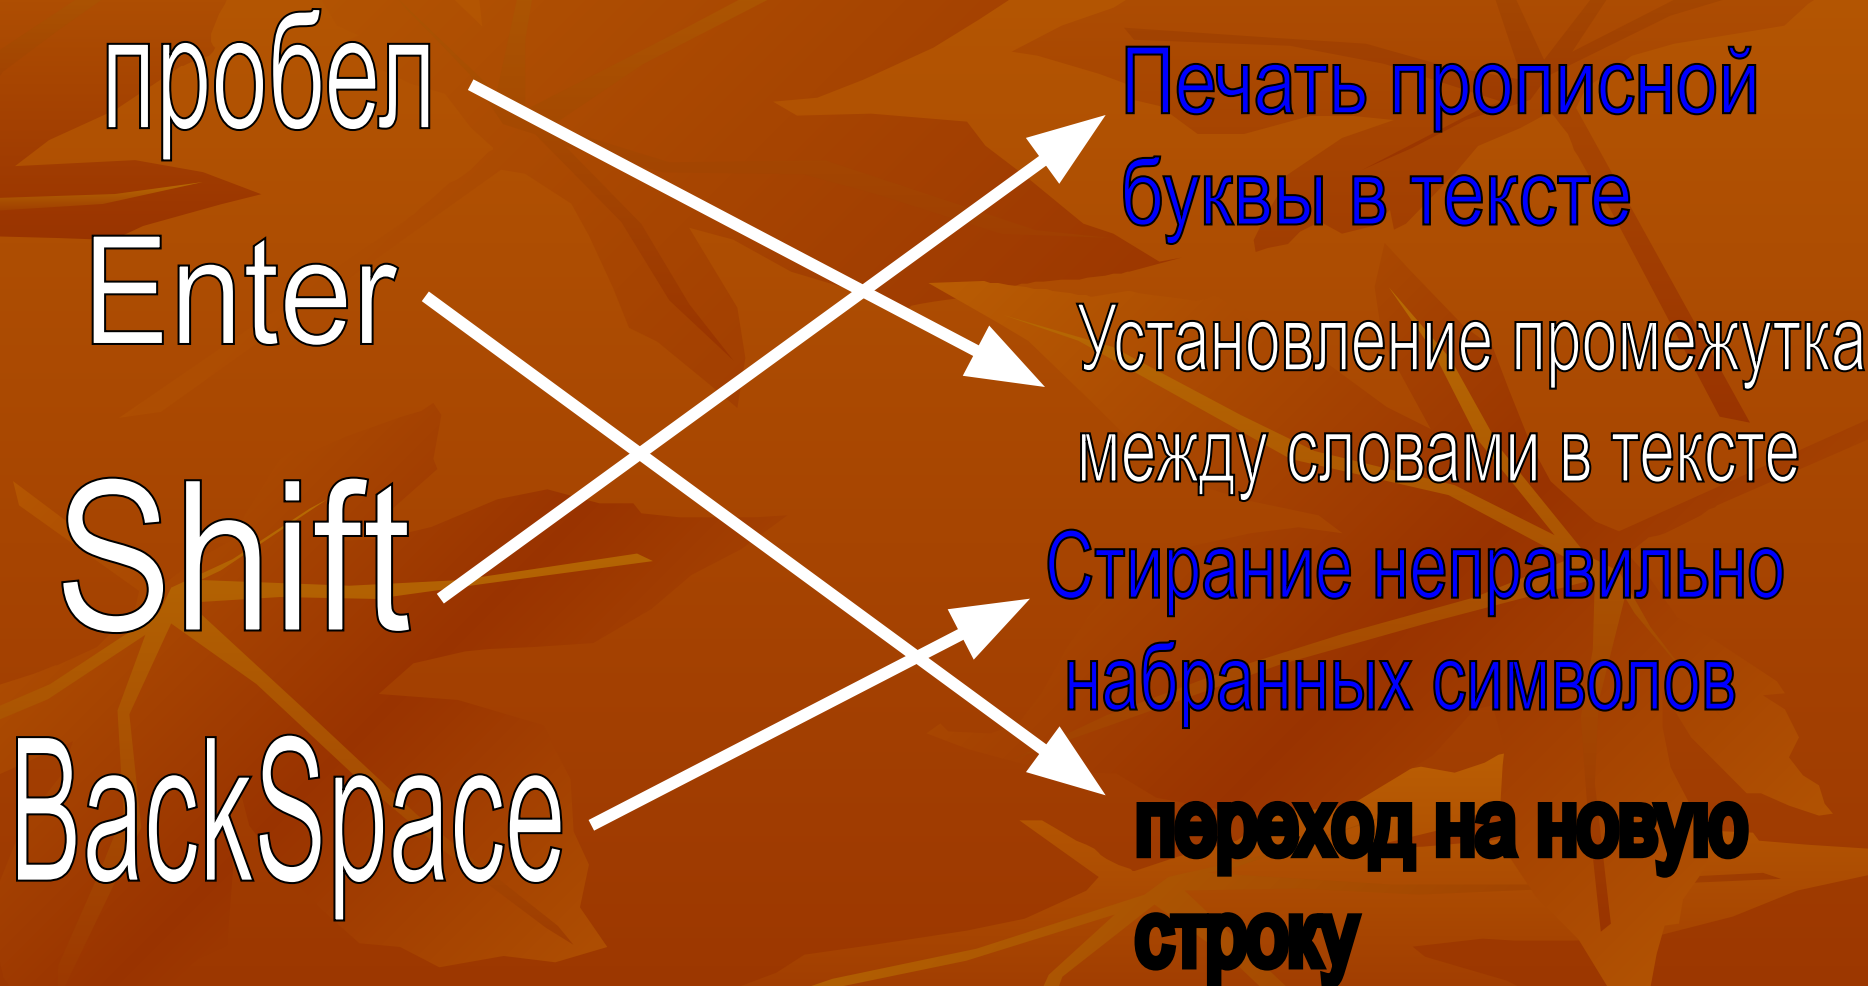 пробел
Enter
Shift
BackSpace
Печать прописной
буквы в тексте
Установление промежутка
между словами в тексте
Стирание неправильно
набранных символов
переход на новую
строку